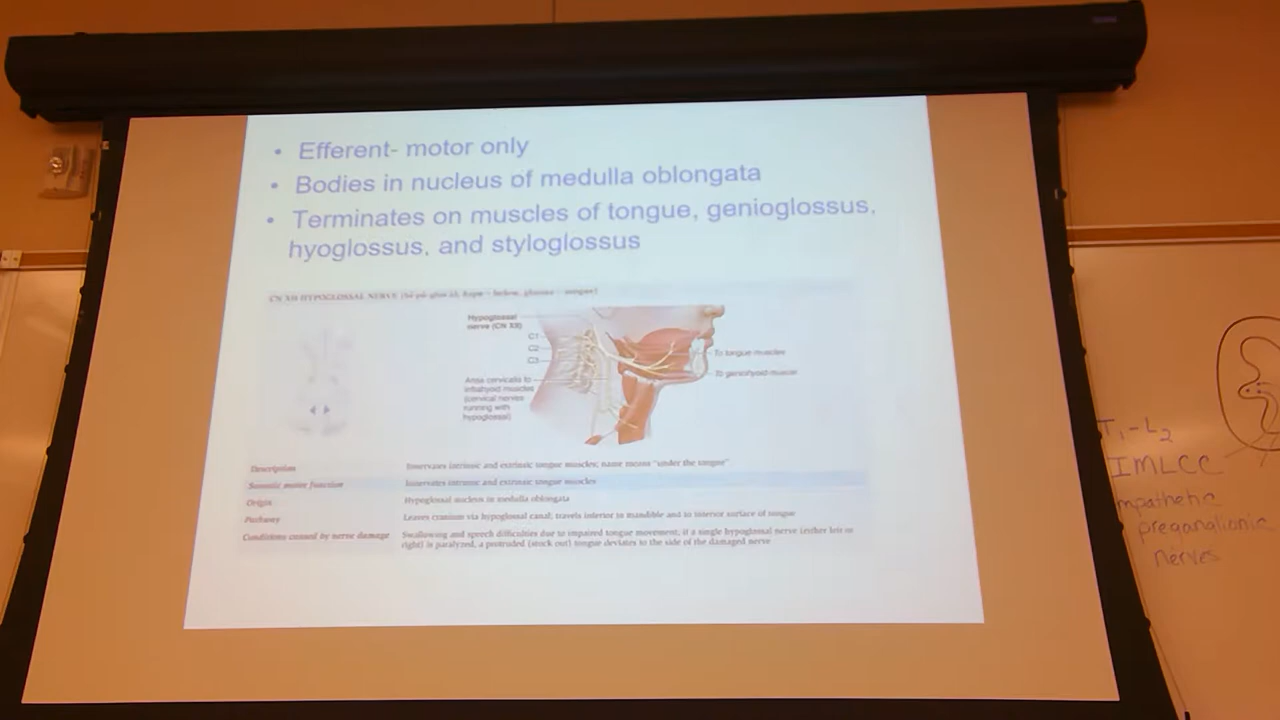 • Efferent- motor only
• Bodies in nucleus of medulla oblongata
• Terminates on muscles of tongue, genioglossus,
hyoglossus, and styloglossus
CN XII HYPOGLOSSAL NERVE
Hypoglossal
nerve (CN XII)
C1
C2
C3
Ansa cervicalis to
infrahyoid muscles
(cervical nerves
running with
hypoglossal)
To tongue muscles
To geniohyoid muscle
Description
Innervates intrinsic and extrinsic tongue muscles; name means "under the tongue"
Somatic motor function
Innervates intrinsic and extrinsic tongue muscles
Origin
Hypoglossal nucleus in medulla oblongata
Pathway
Leaves cranium via hypoglossal canal; travels inferior to mandible and to inferior surface of tongue
Conditions caused by nerve damage
Swallowing and speech difficulties due to impaired tongue movement; if a single hypoglossal nerve (either left or
right) is paralyzed, a protruded (stuck out) tongue deviates to the side of the damaged nerve
T1-L2
IMLCC
mpathetic
preganglionic
nerves